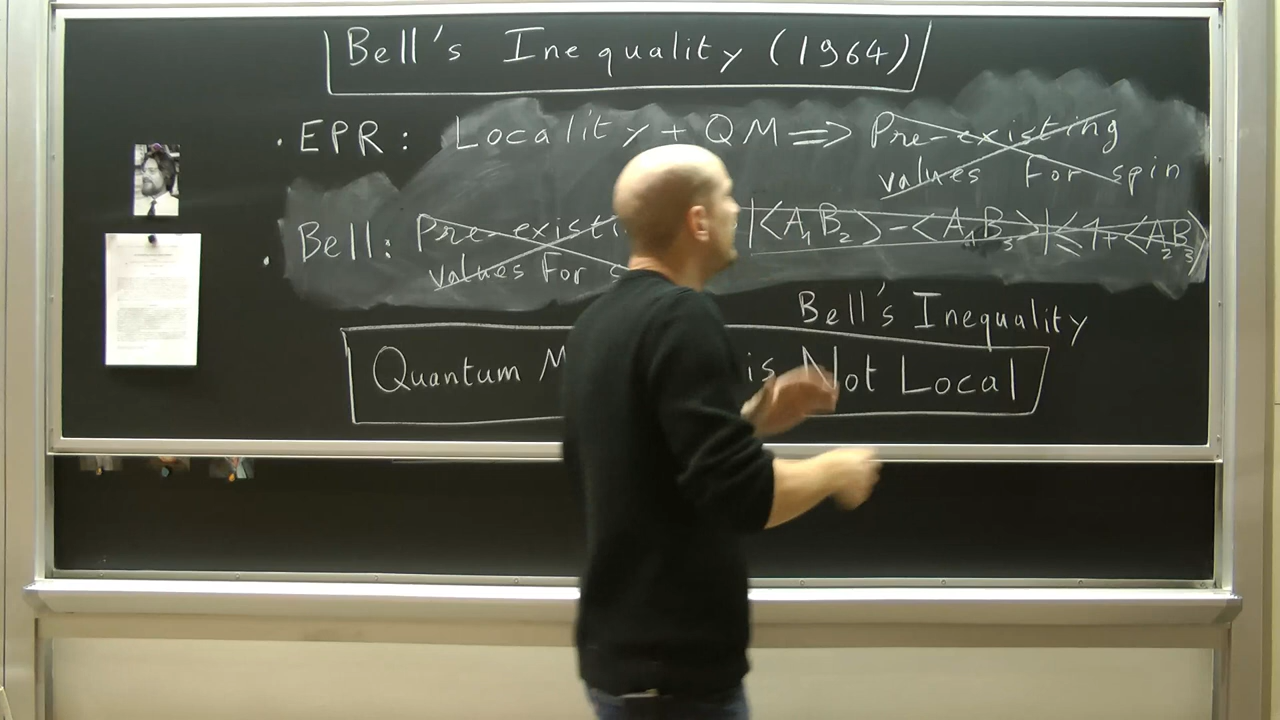 Bell's Inequality (1964)
• EPR: Locality + QM => Pre-existing
values for spin
• Bell: Pre-existi |<A₁B₂> - <A₁B₃>| ≤ 1 + <A₂B₃>
values for s
Bell's Inequality
Quantum M is Not Local